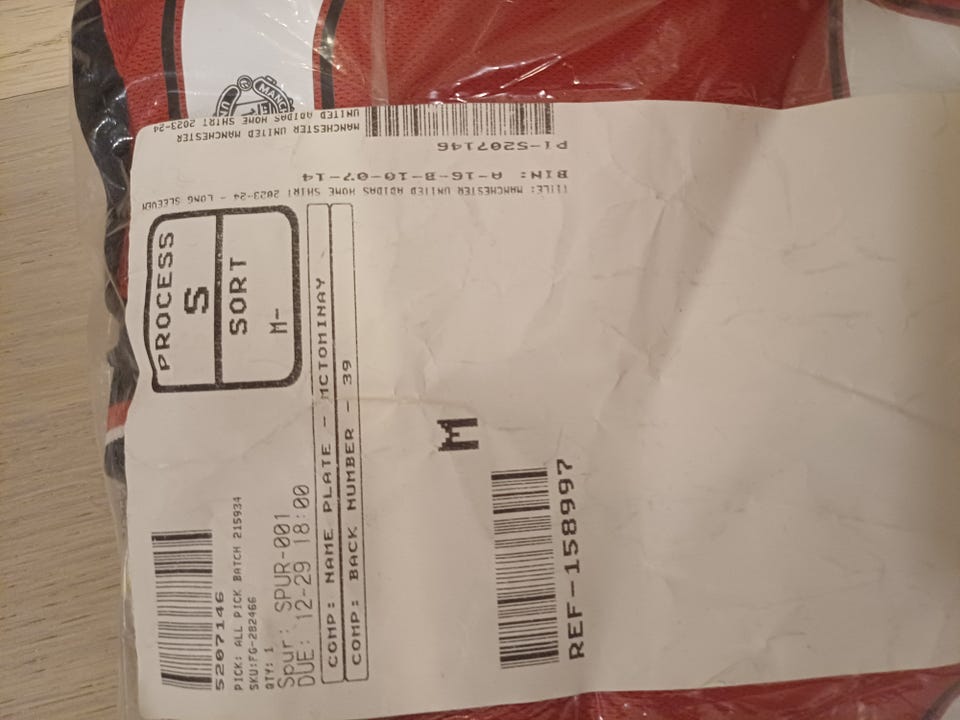 MANCHESTER UNITED
UNITED ADIDAS HOME SHIRT 2023-24
PI-5207146
BIN: A-16-B-10-07-14
TITLE: MANCHESTER UNITED ADIDAS HOME SHIRT 2023-24 - LONG SLEEVE
PROCESS
S
SORT
M-
5207146
PICK: ALL PICK BATCH 215934
SKU:FG-282466
QTY: 1
Spur: SPUR-001
DUE: 12-29 18:00
COMP: NAME PLATE - MCTOMINAY
COMP: BACK NUMBER - 39
M
REF-158997